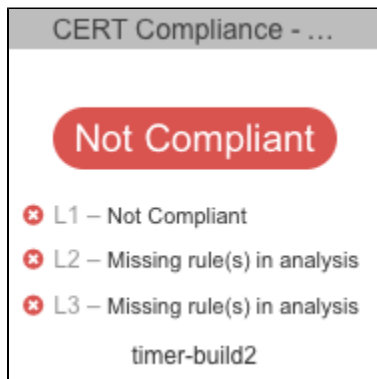 CERT Compliance - ...
Not Compliant
L1 – Not Compliant
L2 – Missing rule(s) in analysis
L3 – Missing rule(s) in analysis
timer-build2